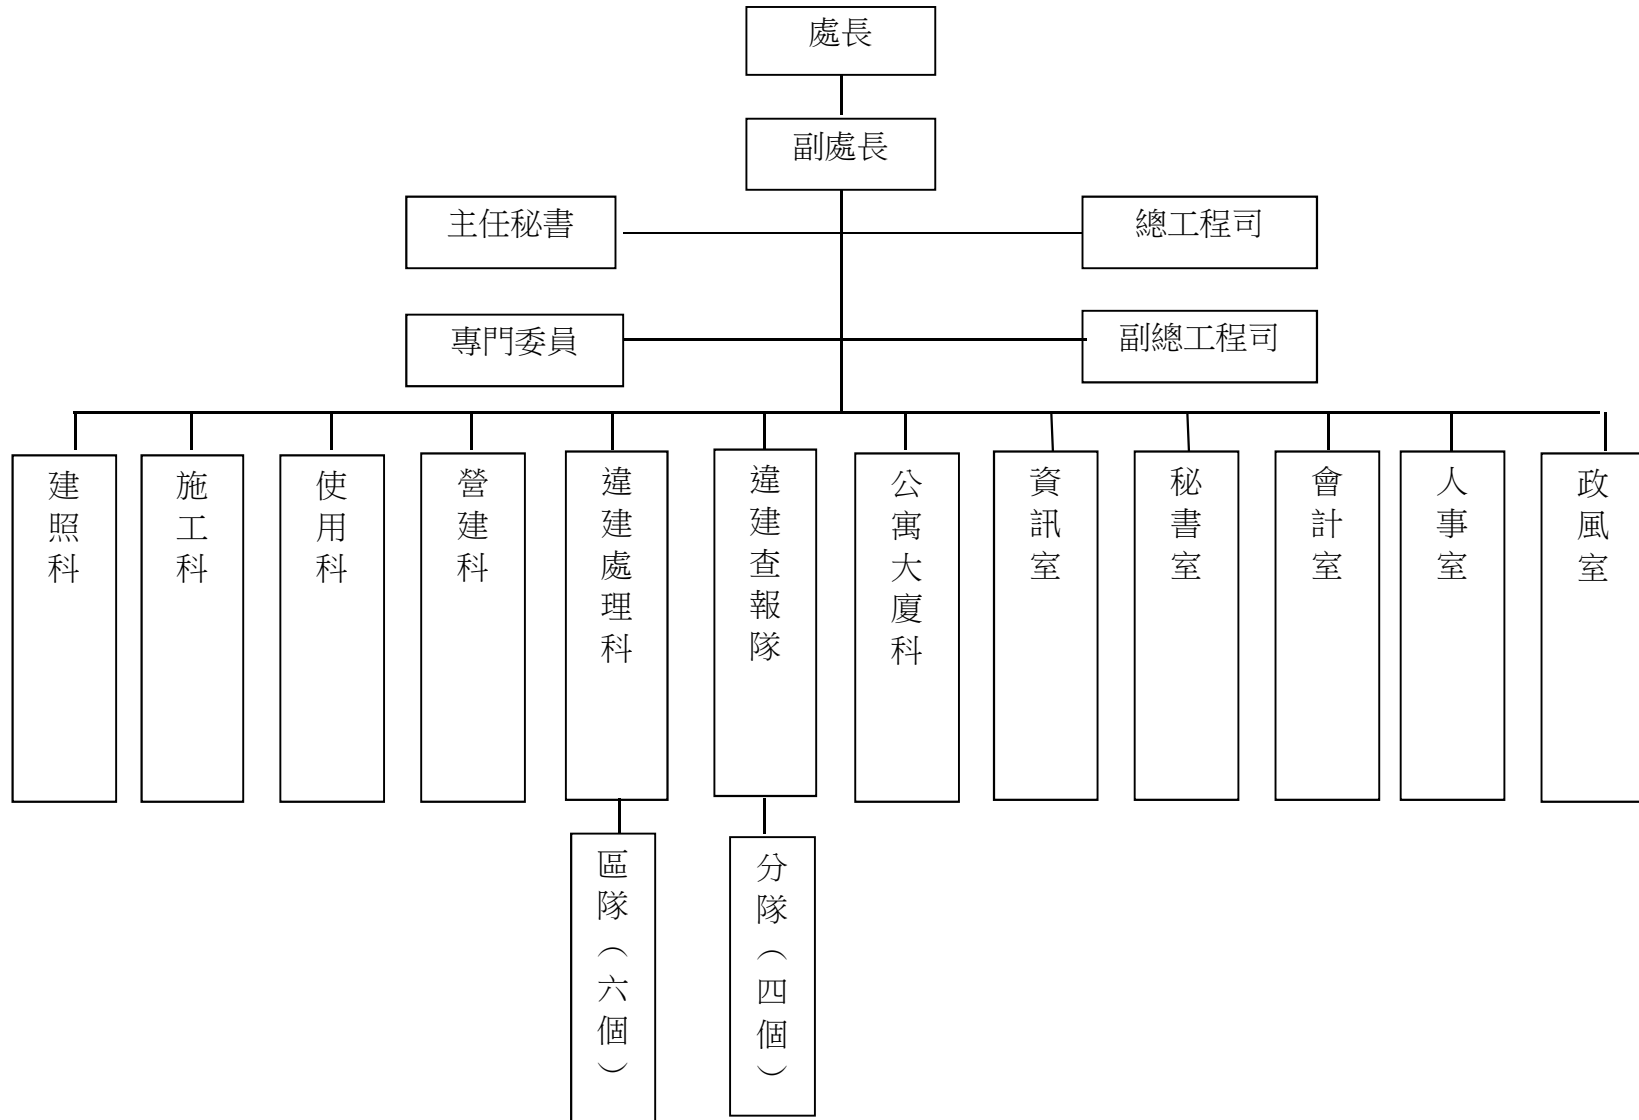 處長
副處長
主任秘書
總工程司
專門委員
副總工程司
建照科
施工科
使用科
營建科
違建處理科
違建查報隊
公寓大廈科
資訊室
秘書室
會計室
人事室
政風室
區隊（六個）
分隊（四個）